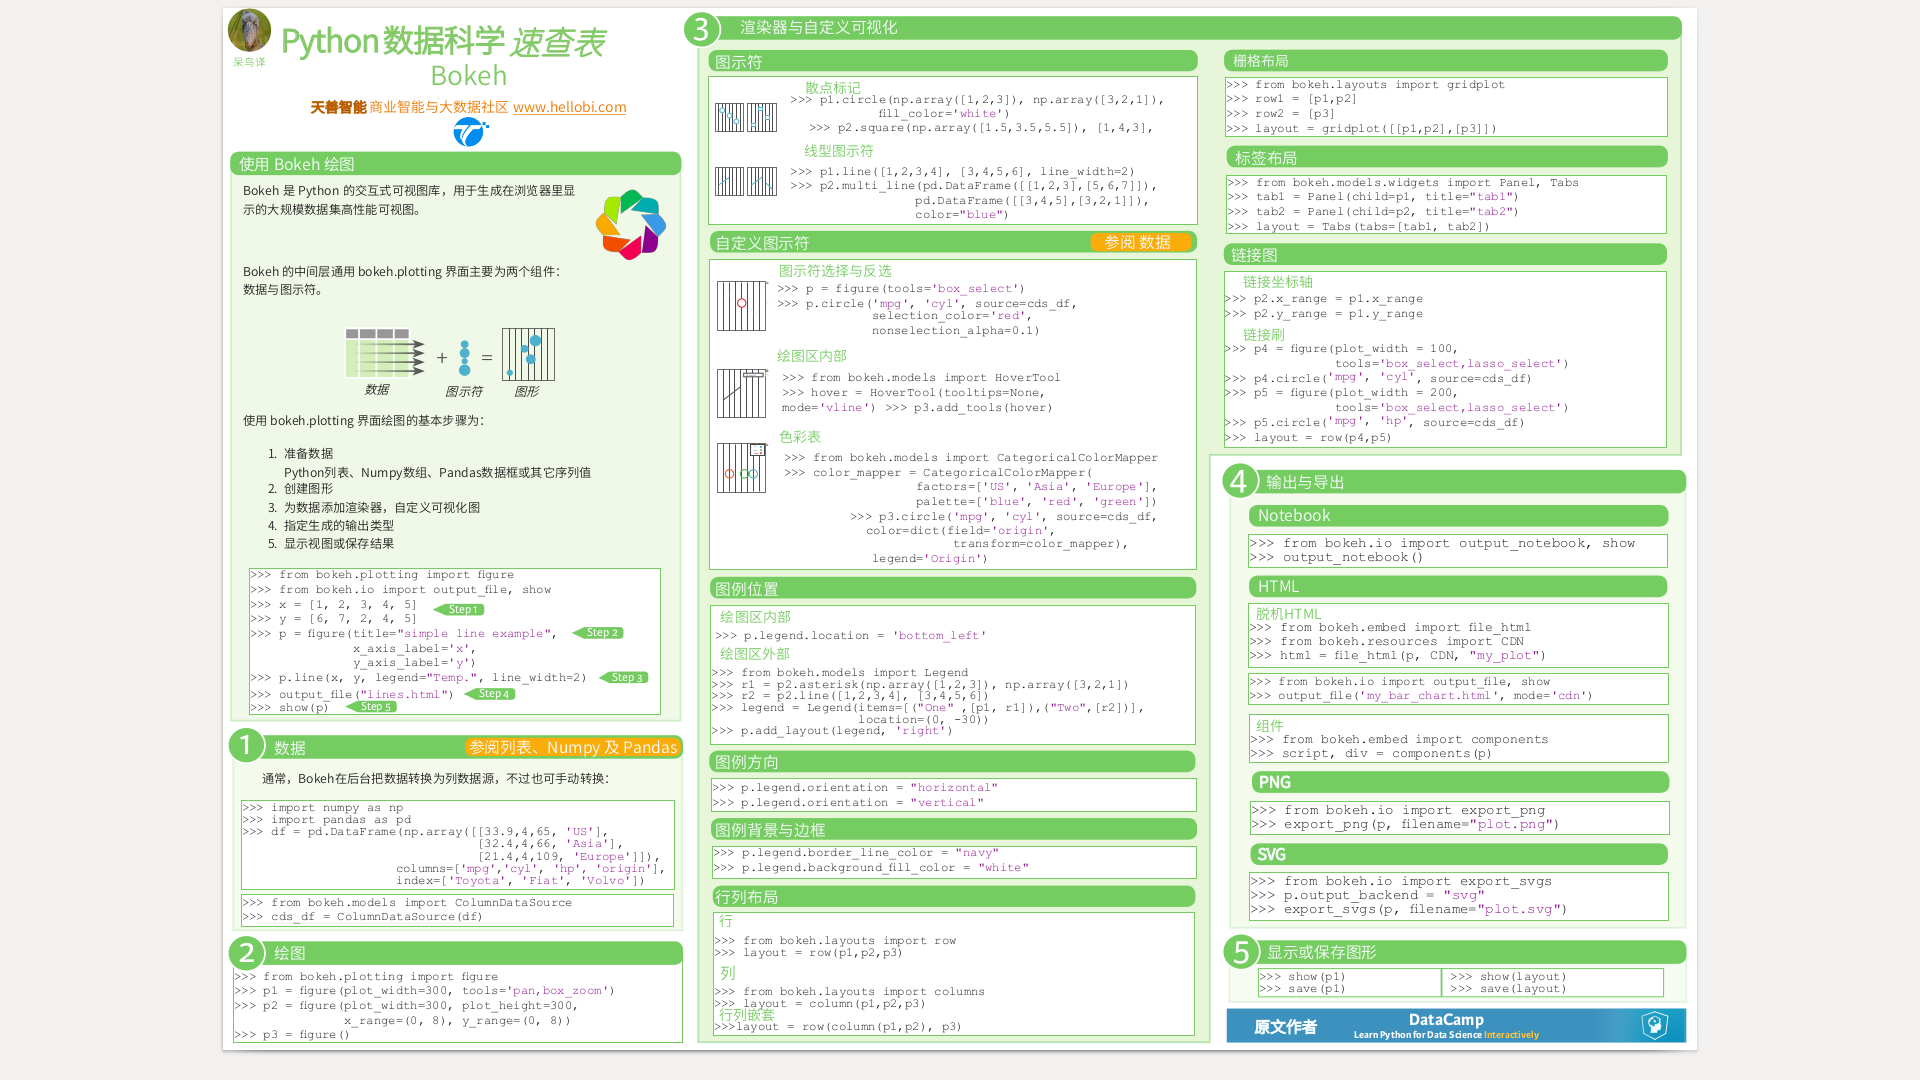 呆鸟译
Python 数据科学 速查表
Bokeh
天善智能 商业智能与大数据社区 www.hellobi.com
使用 Bokeh 绘图
Bokeh 是 Python 的交互式可视图库，用于生成在浏览器里显
示的大规模数据集高性能可视图。
Bokeh 的中间层通用 bokeh.plotting 界面主要为两个组件：
数据与图示符。
+ =
数据 图示符 图形
使用 bokeh.plotting 界面绘图的基本步骤为：
1. 准备数据
Python列表、Numpy数组、Pandas数据框或其它序列值
2. 创建图形
3. 为数据添加渲染器，自定义可视化图
4. 指定生成的输出类型
5. 显示视图或保存结果
>>> from bokeh.plotting import figure
>>> from bokeh.io import output_file, show
>>> x = [1, 2, 3, 4, 5] Step 1
>>> y = [6, 7, 2, 4, 5]
>>> p = figure(title="simple line example", Step 2
x_axis_label='x',
y_axis_label='y')
>>> p.line(x, y, legend="Temp.", line_width=2) Step 3
>>> output_file("lines.html") Step 4
>>> show(p) Step 5
1 数据 参阅列表、Numpy 及 Pandas
通常，Bokeh在后台把数据转换为列数据源，不过也可手动转换：
>>> import numpy as np
>>> import pandas as pd
>>> df = pd.DataFrame(np.array([[33.9,4,65, 'US'],
[32.4,4,66, 'Asia'],
[21.4,4,109, 'Europe']]),
columns=['mpg','cyl', 'hp', 'origin'],
index=['Toyota', 'Fiat', 'Volvo'])
>>> from bokeh.models import ColumnDataSource
>>> cds_df = ColumnDataSource(df)
2 绘图
>>> from bokeh.plotting import figure
>>> p1 = figure(plot_width=300, tools='pan,box_zoom')
>>> p2 = figure(plot_width=300, plot_height=300,
x_range=(0, 8), y_range=(0, 8))
>>> p3 = figure()
3 渲染器与自定义可视化
图示符
散点标记
>>> p1.circle(np.array([1,2,3]), np.array([3,2,1]),
fill_color='white')
>>> p2.square(np.array([1.5,3.5,5.5]), [1,4,3],
线型图示符
>>> p1.line([1,2,3,4], [3,4,5,6], line_width=2)
>>> p2.multi_line(pd.DataFrame([[1,2,3],[5,6,7]]),
pd.DataFrame([[3,4,5],[3,2,1]]),
color="blue")
自定义图示符 参阅 数据
图示符选择与反选
>>> p = figure(tools='box_select')
>>> p.circle('mpg', 'cyl', source=cds_df,
selection_color='red',
nonselection_alpha=0.1)
绘图区内部
>>> from bokeh.models import HoverTool
>>> hover = HoverTool(tooltips=None,
mode='vline') >>> p3.add_tools(hover)
色彩表
>>> from bokeh.models import CategoricalColorMapper
>>> color_mapper = CategoricalColorMapper(
factors=['US', 'Asia', 'Europe'],
palette=['blue', 'red', 'green'])
>>> p3.circle('mpg', 'cyl', source=cds_df,
color=dict(field='origin',
transform=color_mapper),
legend='Origin')
图例位置
绘图区内部
>>> p.legend.location = 'bottom_left'
绘图区外部
>>> from bokeh.models import Legend
>>> r1 = p2.asterisk(np.array([1,2,3]), np.array([3,2,1])
>>> r2 = p2.line([1,2,3,4], [3,4,5,6])
>>> legend = Legend(items=[("One" ,[p1, r1]),("Two",[r2])],
location=(0, -30))
>>> p.add_layout(legend, 'right')
图例方向
>>> p.legend.orientation = "horizontal"
>>> p.legend.orientation = "vertical"
图例背景与边框
>>> p.legend.border_line_color = "navy"
>>> p.legend.background_fill_color = "white"
行列布局
行
>>> from bokeh.layouts import row
>>> layout = row(p1,p2,p3)
列
>>> from bokeh.layouts import columns
>>> layout = column(p1,p2,p3)
行列嵌套
>>>layout = row(column(p1,p2), p3)
栅格布局
>>> from bokeh.layouts import gridplot
>>> row1 = [p1,p2]
>>> row2 = [p3]
>>> layout = gridplot([[p1,p2],[p3]])
标签布局
>>> from bokeh.models.widgets import Panel, Tabs
>>> tab1 = Panel(child=p1, title="tab1")
>>> tab2 = Panel(child=p2, title="tab2")
>>> layout = Tabs(tabs=[tab1, tab2])
链接图
链接坐标轴
>>> p2.x_range = p1.x_range
>>> p2.y_range = p1.y_range
链接刷
>>> p4 = figure(plot_width = 100,
tools='box_select,lasso_select')
>>> p4.circle('mpg', 'cyl', source=cds_df)
>>> p5 = figure(plot_width = 200,
tools='box_select,lasso_select')
>>> p5.circle('mpg', 'hp', source=cds_df)
>>> layout = row(p4,p5)
4 输出与导出
Notebook
>>> from bokeh.io import output_notebook, show
>>> output_notebook()
HTML
脱机HTML
>>> from bokeh.embed import file_html
>>> from bokeh.resources import CDN
>>> html = file_html(p, CDN, "my_plot")
>>> from bokeh.io import output_file, show
>>> output_file('my_bar_chart.html', mode='cdn')
组件
>>> from bokeh.embed import components
>>> script, div = components(p)
PNG
>>> from bokeh.io import export_png
>>> export_png(p, filename="plot.png")
SVG
>>> from bokeh.io import export_svgs
>>> p.output_backend = "svg"
>>> export_svgs(p, filename="plot.svg")
5 显示或保存图形
>>> show(p1) >>> show(layout)
>>> save(p1) >>> save(layout)
原文作者 DataCamp
Learn Python for Data Science Interactively